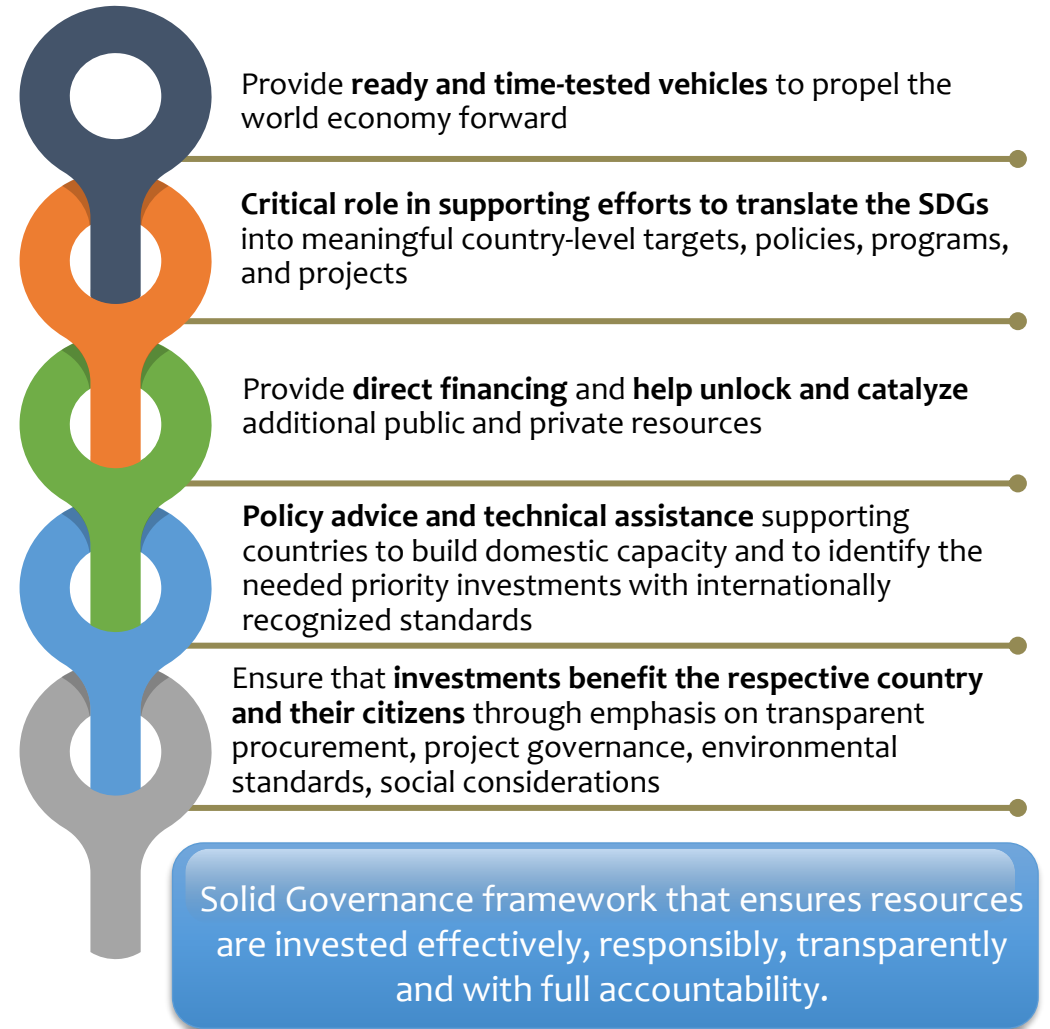 Provide ready and time-tested vehicles to propel the
world economy forward
Critical role in supporting efforts to translate the SDGs
into meaningful country-level targets, policies, programs,
and projects
Provide direct financing and help unlock and catalyze
additional public and private resources
Policy advice and technical assistance supporting
countries to build domestic capacity and to identify the
needed priority investments with internationally
recognized standards
Ensure that investments benefit the respective country
and their citizens through emphasis on transparent
procurement, project governance, environmental
standards, social considerations
Solid Governance framework that ensures resources
are invested effectively, responsibly, transparently
and with full accountability.